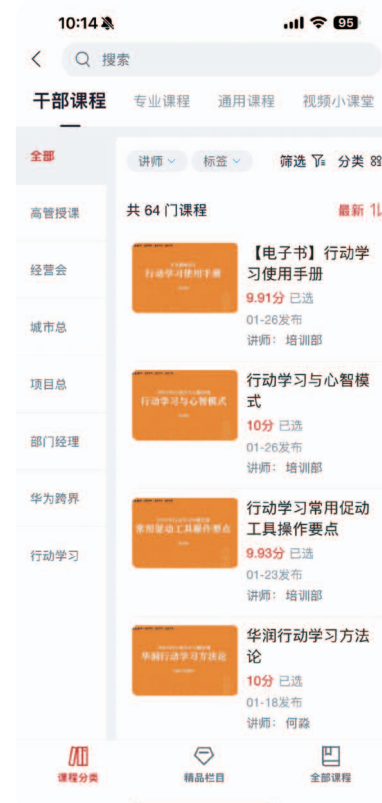 10:14
95
搜索
干部课程
专业课程
通用课程
视频小课堂
全部
高管授课
经营会
城市总
项目总
部门经理
华为跨界
行动学习
讲师
标签
筛选
分类
共 64 门课程
最新
行动学习使用手册
【电子书】行动学
习使用手册
9.91分 已选
01-26发布
讲师：培训部
行动学习与心智模式
行动学习与心智模
式
10分 已选
01-26发布
讲师：培训部
常用促动工具操作要点
行动学习常用促动
工具操作要点
9.93分 已选
01-23发布
讲师：培训部
华润行动学习方法论
华润行动学习方法
论
10分 已选
01-18发布
讲师：何淼
课程分类
精品栏目
全部课程